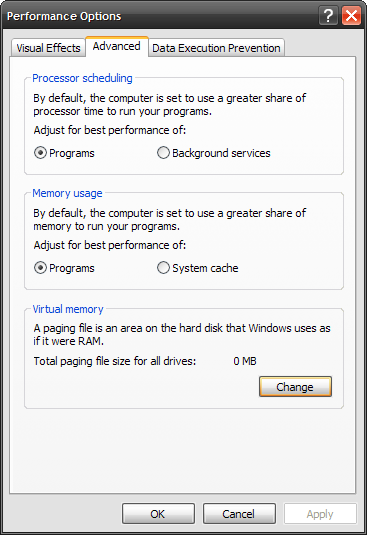 Performance Options
?
Visual Effects Advanced Data Execution Prevention
Processor scheduling
By default, the computer is set to use a greater share of
processor time to run your programs.
Adjust for best performance of:
Programs Background services
Memory usage
By default, the computer is set to use a greater share of
memory to run your programs.
Adjust for best performance of:
Programs System cache
Virtual memory
A paging file is an area on the hard disk that Windows uses as
if it were RAM.
Total paging file size for all drives: 0 MB
Change
OK Cancel Apply